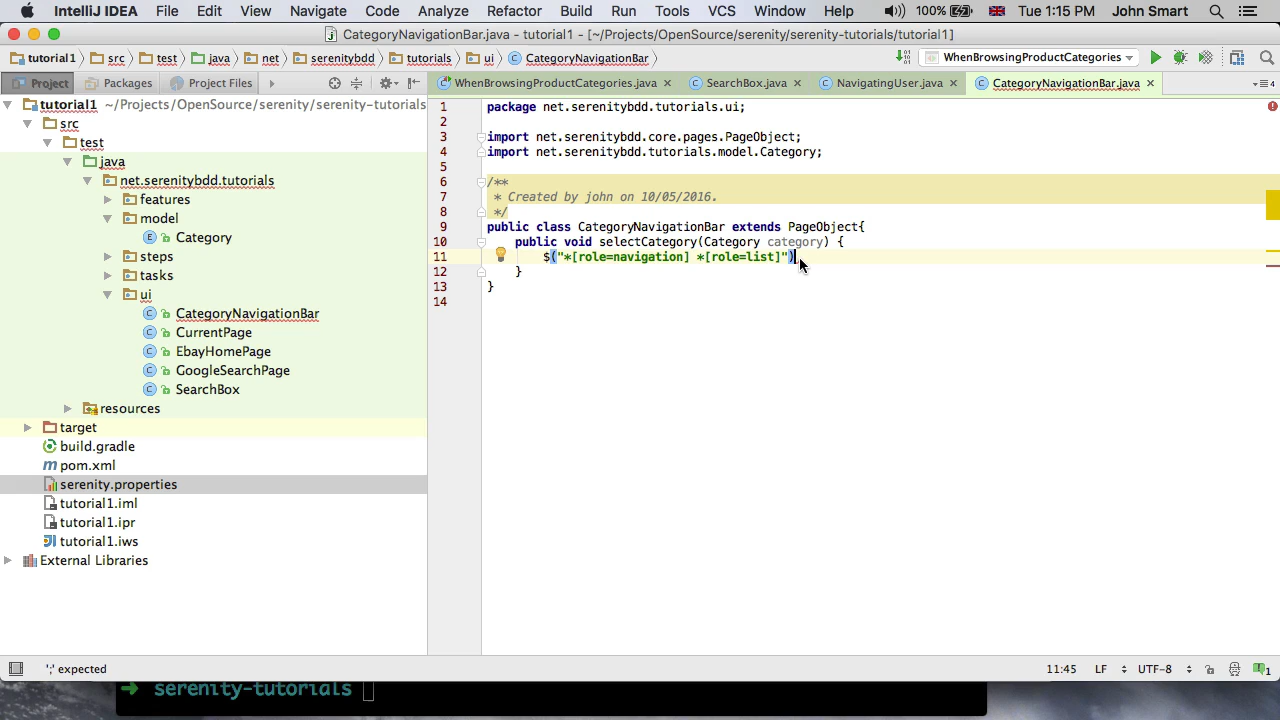 IntelliJ IDEA File Edit View Navigate Code Analyze Refactor Build Run Tools VCS Window Help 100% Tue 1:15 PM John Smart
CategoryNavigationBar.java - tutorial1 - [~/Projects/OpenSource/serenity/serenity-tutorials/tutorial1]
tutorial1 src test java net serenitybdd tutorials ui CategoryNavigationBar WhenBrowsingProductCategories
Project Packages Project Files WhenBrowsingProductCategories.java SearchBox.java NavigatingUser.java CategoryNavigationBar.java 4
tutorial1 ~/Projects/OpenSource/serenity/serenity-tutorials
src
test
java
net.serenitybdd.tutorials
features
model
E Category
steps
tasks
ui
C CategoryNavigationBar
C CurrentPage
C EbayHomePage
C GoogleSearchPage
C SearchBox
resources
target
build.gradle
m pom.xml
serenity.properties
tutorial1.iml
tutorial1.ipr
tutorial1.iws
External Libraries
1 package net.serenitybdd.tutorials.ui;
2
3 import net.serenitybdd.core.pages.PageObject;
4 import net.serenitybdd.tutorials.model.Category;
5
6 /**
7 * Created by john on 10/05/2016.
8 */
9 public class CategoryNavigationBar extends PageObject{
10 public void selectCategory(Category category) {
11 $("*[role=navigation] *[role=list]")
12 }
13 }
14
';' expected 11:45 LF UTF-8 1
serenity-tutorials